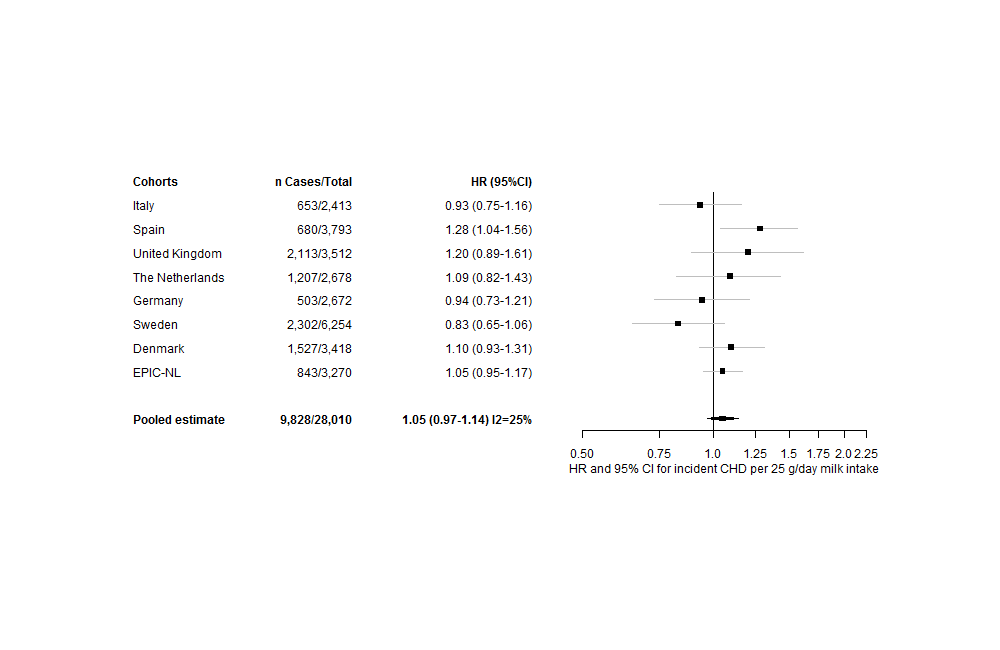 Cohorts n Cases/Total HR (95%CI)
Italy 653/2,413 0.93 (0.75-1.16)
Spain 680/3,793 1.28 (1.04-1.56)
United Kingdom 2,113/3,512 1.20 (0.89-1.61)
The Netherlands 1,207/2,678 1.09 (0.82-1.43)
Germany 503/2,672 0.94 (0.73-1.21)
Sweden 2,302/6,254 0.83 (0.65-1.06)
Denmark 1,527/3,418 1.10 (0.93-1.31)
EPIC-NL 843/3,270 1.05 (0.95-1.17)
Pooled estimate 9,828/28,010 1.05 (0.97-1.14) I2=25%
0.50 0.75 1.0 1.25 1.5 1.75 2.0 2.25
HR and 95% CI for incident CHD per 25 g/day milk intake